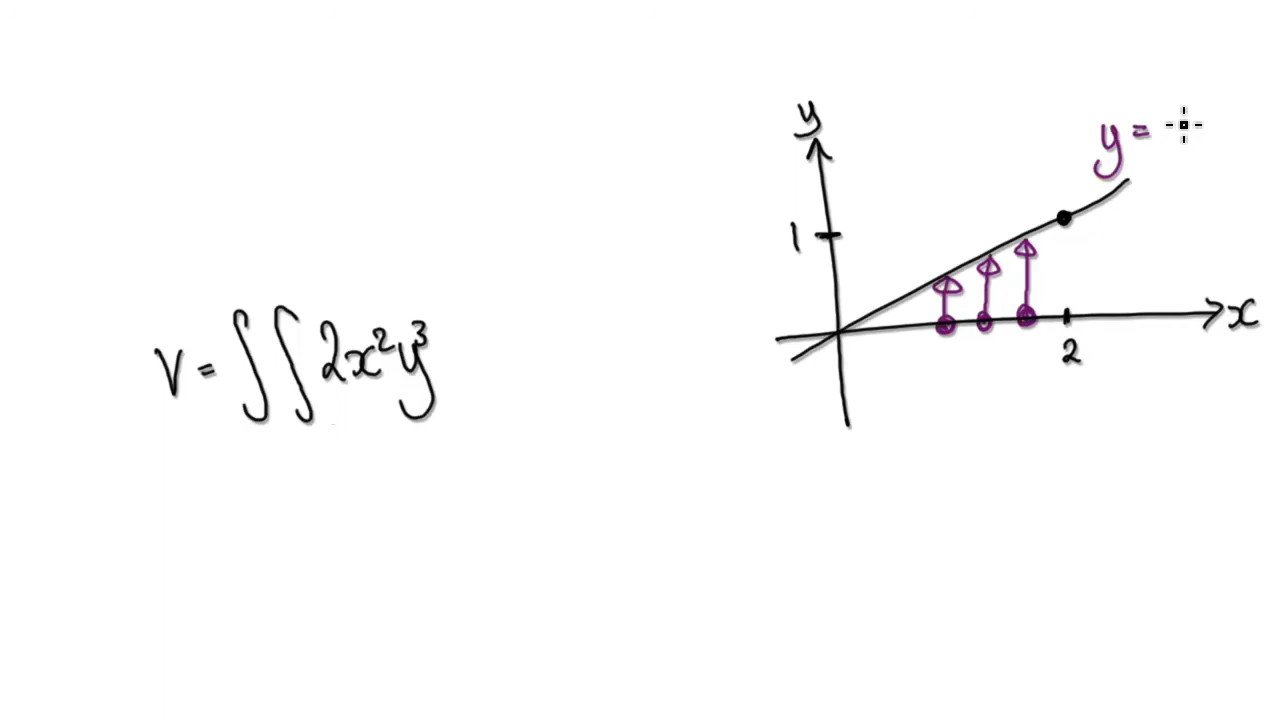 y
y =
1
x
2
V = ∫∫ 2x²y³